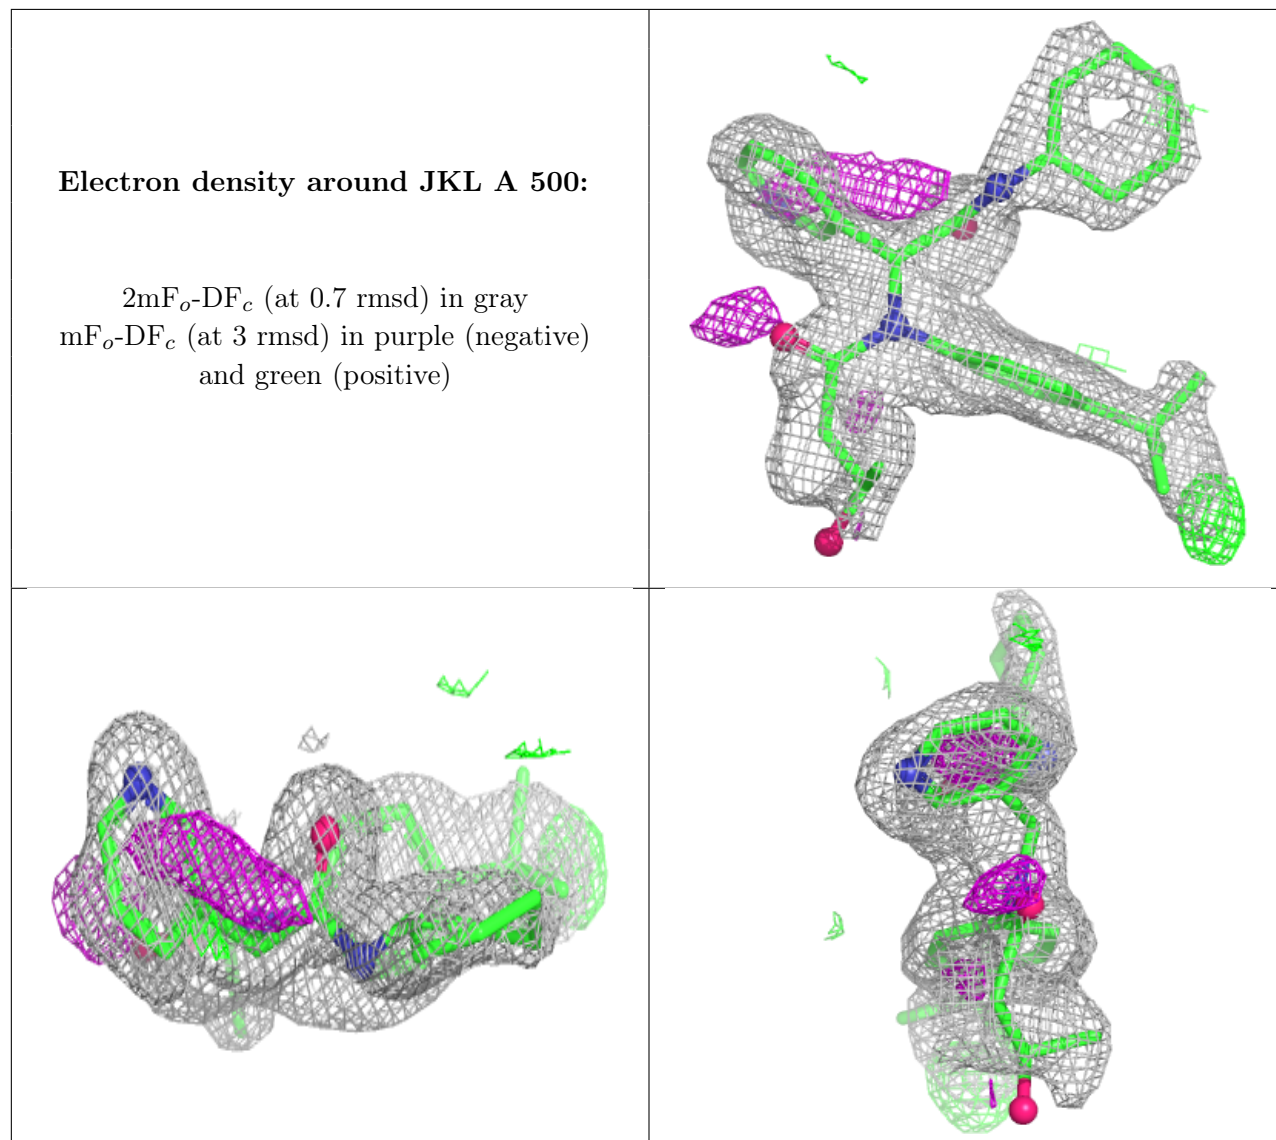 Electron density around JKL A 500:
2mFo-DFc (at 0.7 rmsd) in gray
mFo-DFc (at 3 rmsd) in purple (negative)
and green (positive)